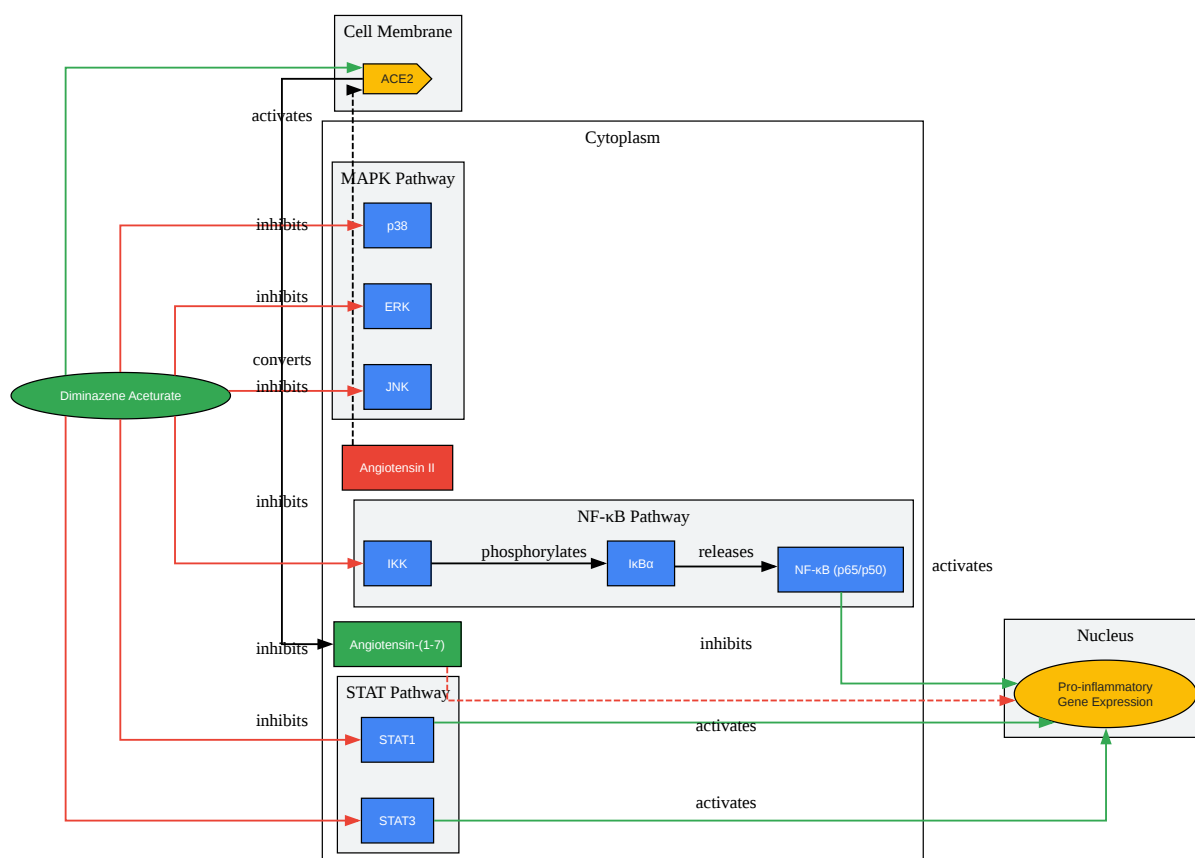 Cell Membrane
ACE2
activates
Cytoplasm
MAPK Pathway
inhibits
p38
inhibits
ERK
converts
inhibits
JNK
Diminazene Aceturate
Angiotensin II
inhibits
NF-κB Pathway
IKK
phosphorylates
IκBα
releases
NF-κB (p65/p50)
activates
inhibits
Angiotensin-(1-7)
inhibits
Nucleus
Pro-inflammatory
Gene Expression
STAT Pathway
inhibits
STAT1
activates
STAT3
activates